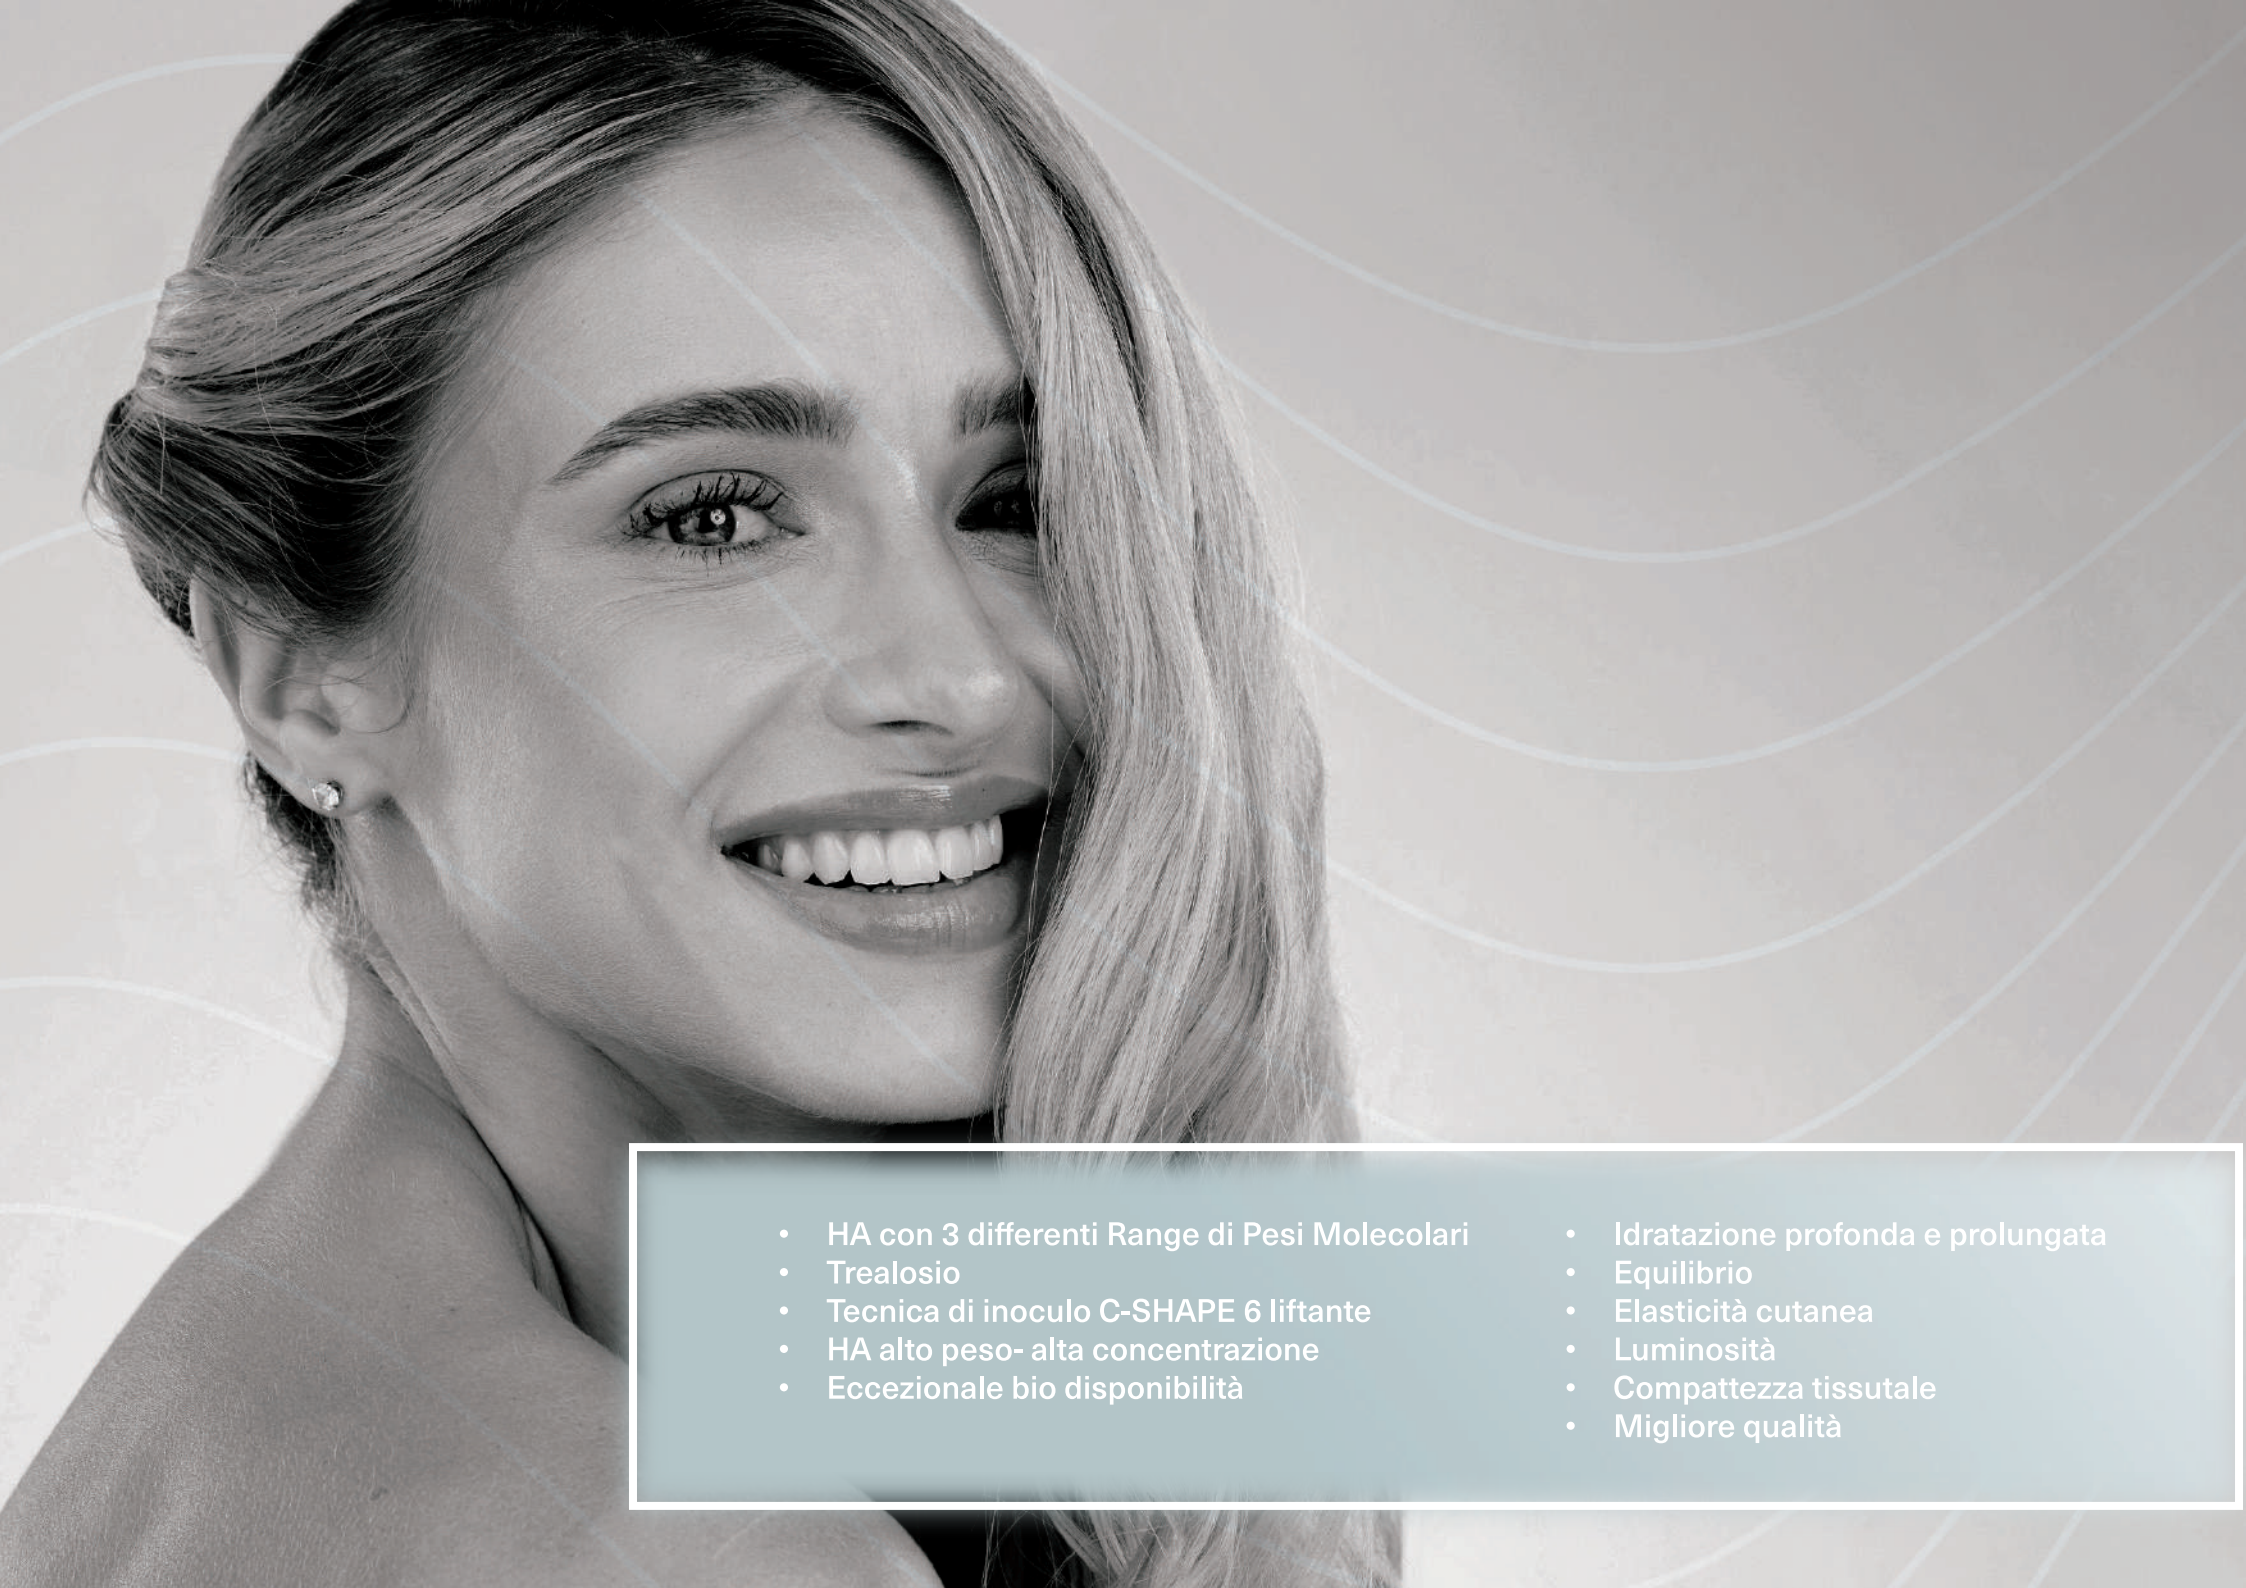 • HA con 3 differenti Range di Pesi Molecolari
• Trealosio
• Tecnica di inoculo C-SHAPE 6 liftante
• HA alto peso- alta concentrazione
• Eccezionale bio disponibilità
• Idratazione profonda e prolungata
• Equilibrio
• Elasticità cutanea
• Luminosità
• Compattezza tissutale
• Migliore qualità